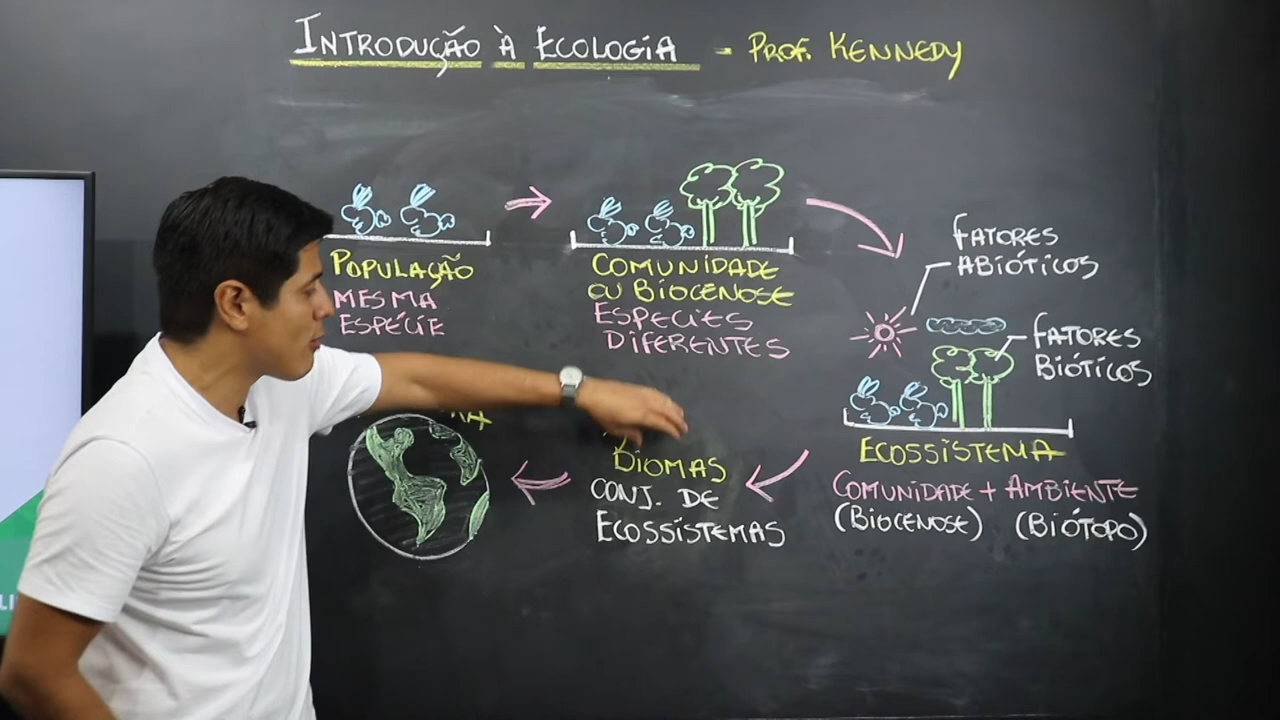 INTRODUÇÃO À ECOLOGIA - PROF. KENNEDY
POPULAÇÃO
MESMA
ESPÉCIE
COMUNIDADE
OU BIOCENOSE
ESPÉCIES
DIFERENTES
FATORES
ABIÓTICOS
FATORES
BIÓTICOS
ECOSSISTEMA
COMUNIDADE + AMBIENTE
(BIOCENOSE) (BIÓTOPO)
BIOMAS
CONJ. DE
ECOSSISTEMAS